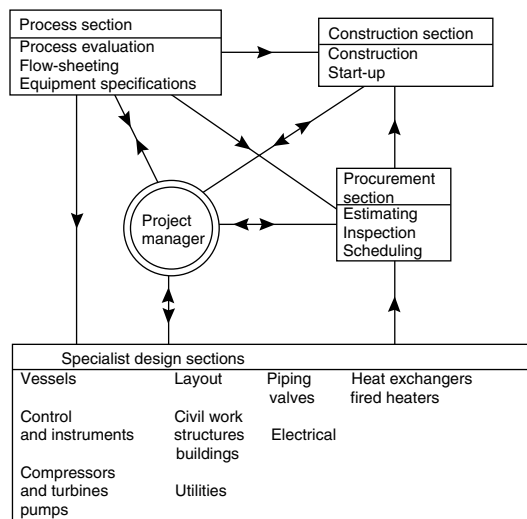 Process section
Process evaluation
Flow-sheeting
Equipment specifications
Construction section
Construction
Start-up
Procurement
section
Estimating
Inspection
Scheduling
Project
manager
Specialist design sections
Vessels
Layout
Piping
valves
Heat exchangers
fired heaters
Control
and instruments
Civil work
structures
buildings
Electrical
Compressors
and turbines
pumps
Utilities